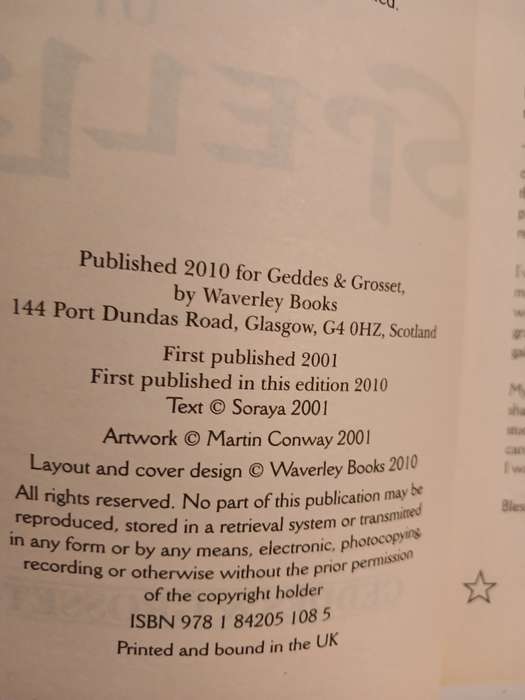 Published 2010 for Geddes & Grosset,
by Waverley Books
144 Port Dundas Road, Glasgow, G4 0HZ, Scotland
First published 2001
First published in this edition 2010
Text © Soraya 2001
Artwork © Martin Conway 2001
Layout and cover design © Waverley Books 2010
All rights reserved. No part of this publication may be
reproduced, stored in a retrieval system or transmitted
in any form or by any means, electronic, photocopying,
recording or otherwise without the prior permission
of the copyright holder
ISBN 978 1 84205 108 5
Printed and bound in the UK